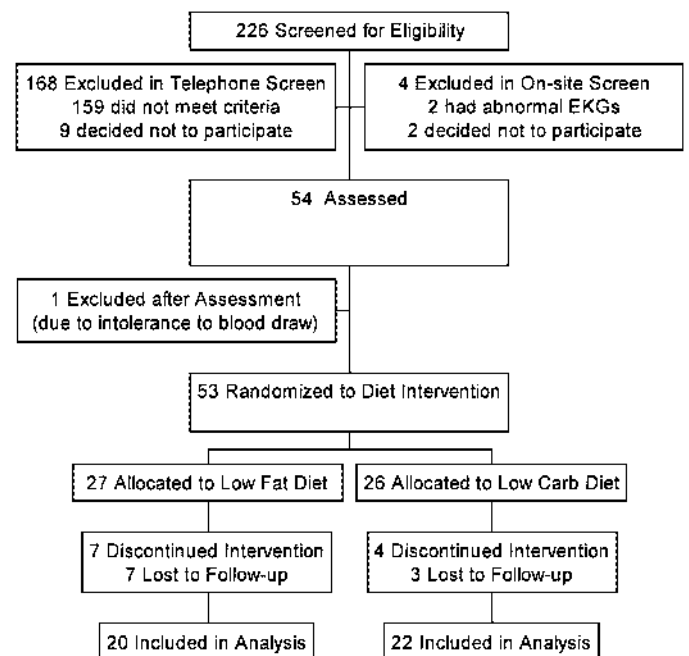 226 Screened for Eligibility
168 Excluded in Telephone Screen
159 did not meet criteria
9 decided not to participate
4 Excluded in On-site Screen
2 had abnormal EKGs
2 decided not to participate
54 Assessed
1 Excluded after Assessment
(due to intolerance to blood draw)
53 Randomized to Diet Intervention
27 Allocated to Low Fat Diet
26 Allocated to Low Carb Diet
7 Discontinued Intervention
7 Lost to Follow-up
4 Discontinued Intervention
3 Lost to Follow-up
20 Included in Analysis
22 Included in Analysis